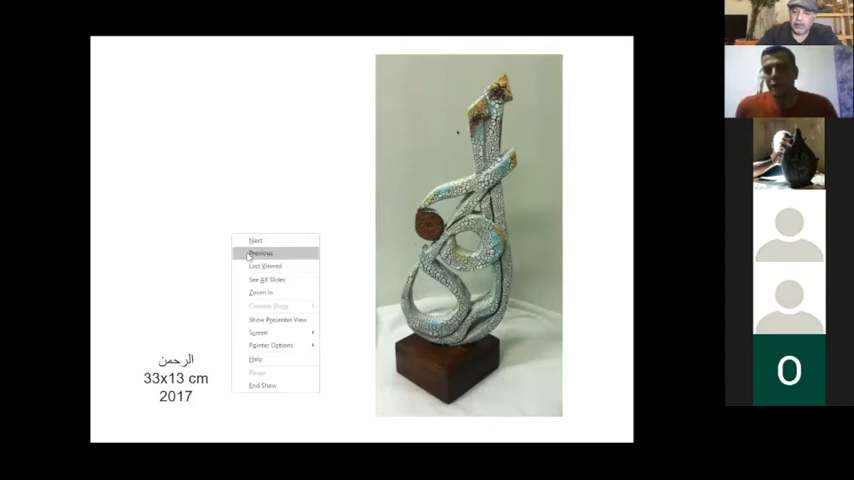 الرحمن
33x13 cm
2017
Next
Previous
Last Viewed
See All Slides
Zoom In
Custom Show
Show Presenter View
Screen
Pointer Options
Help
Pause
End Show
O